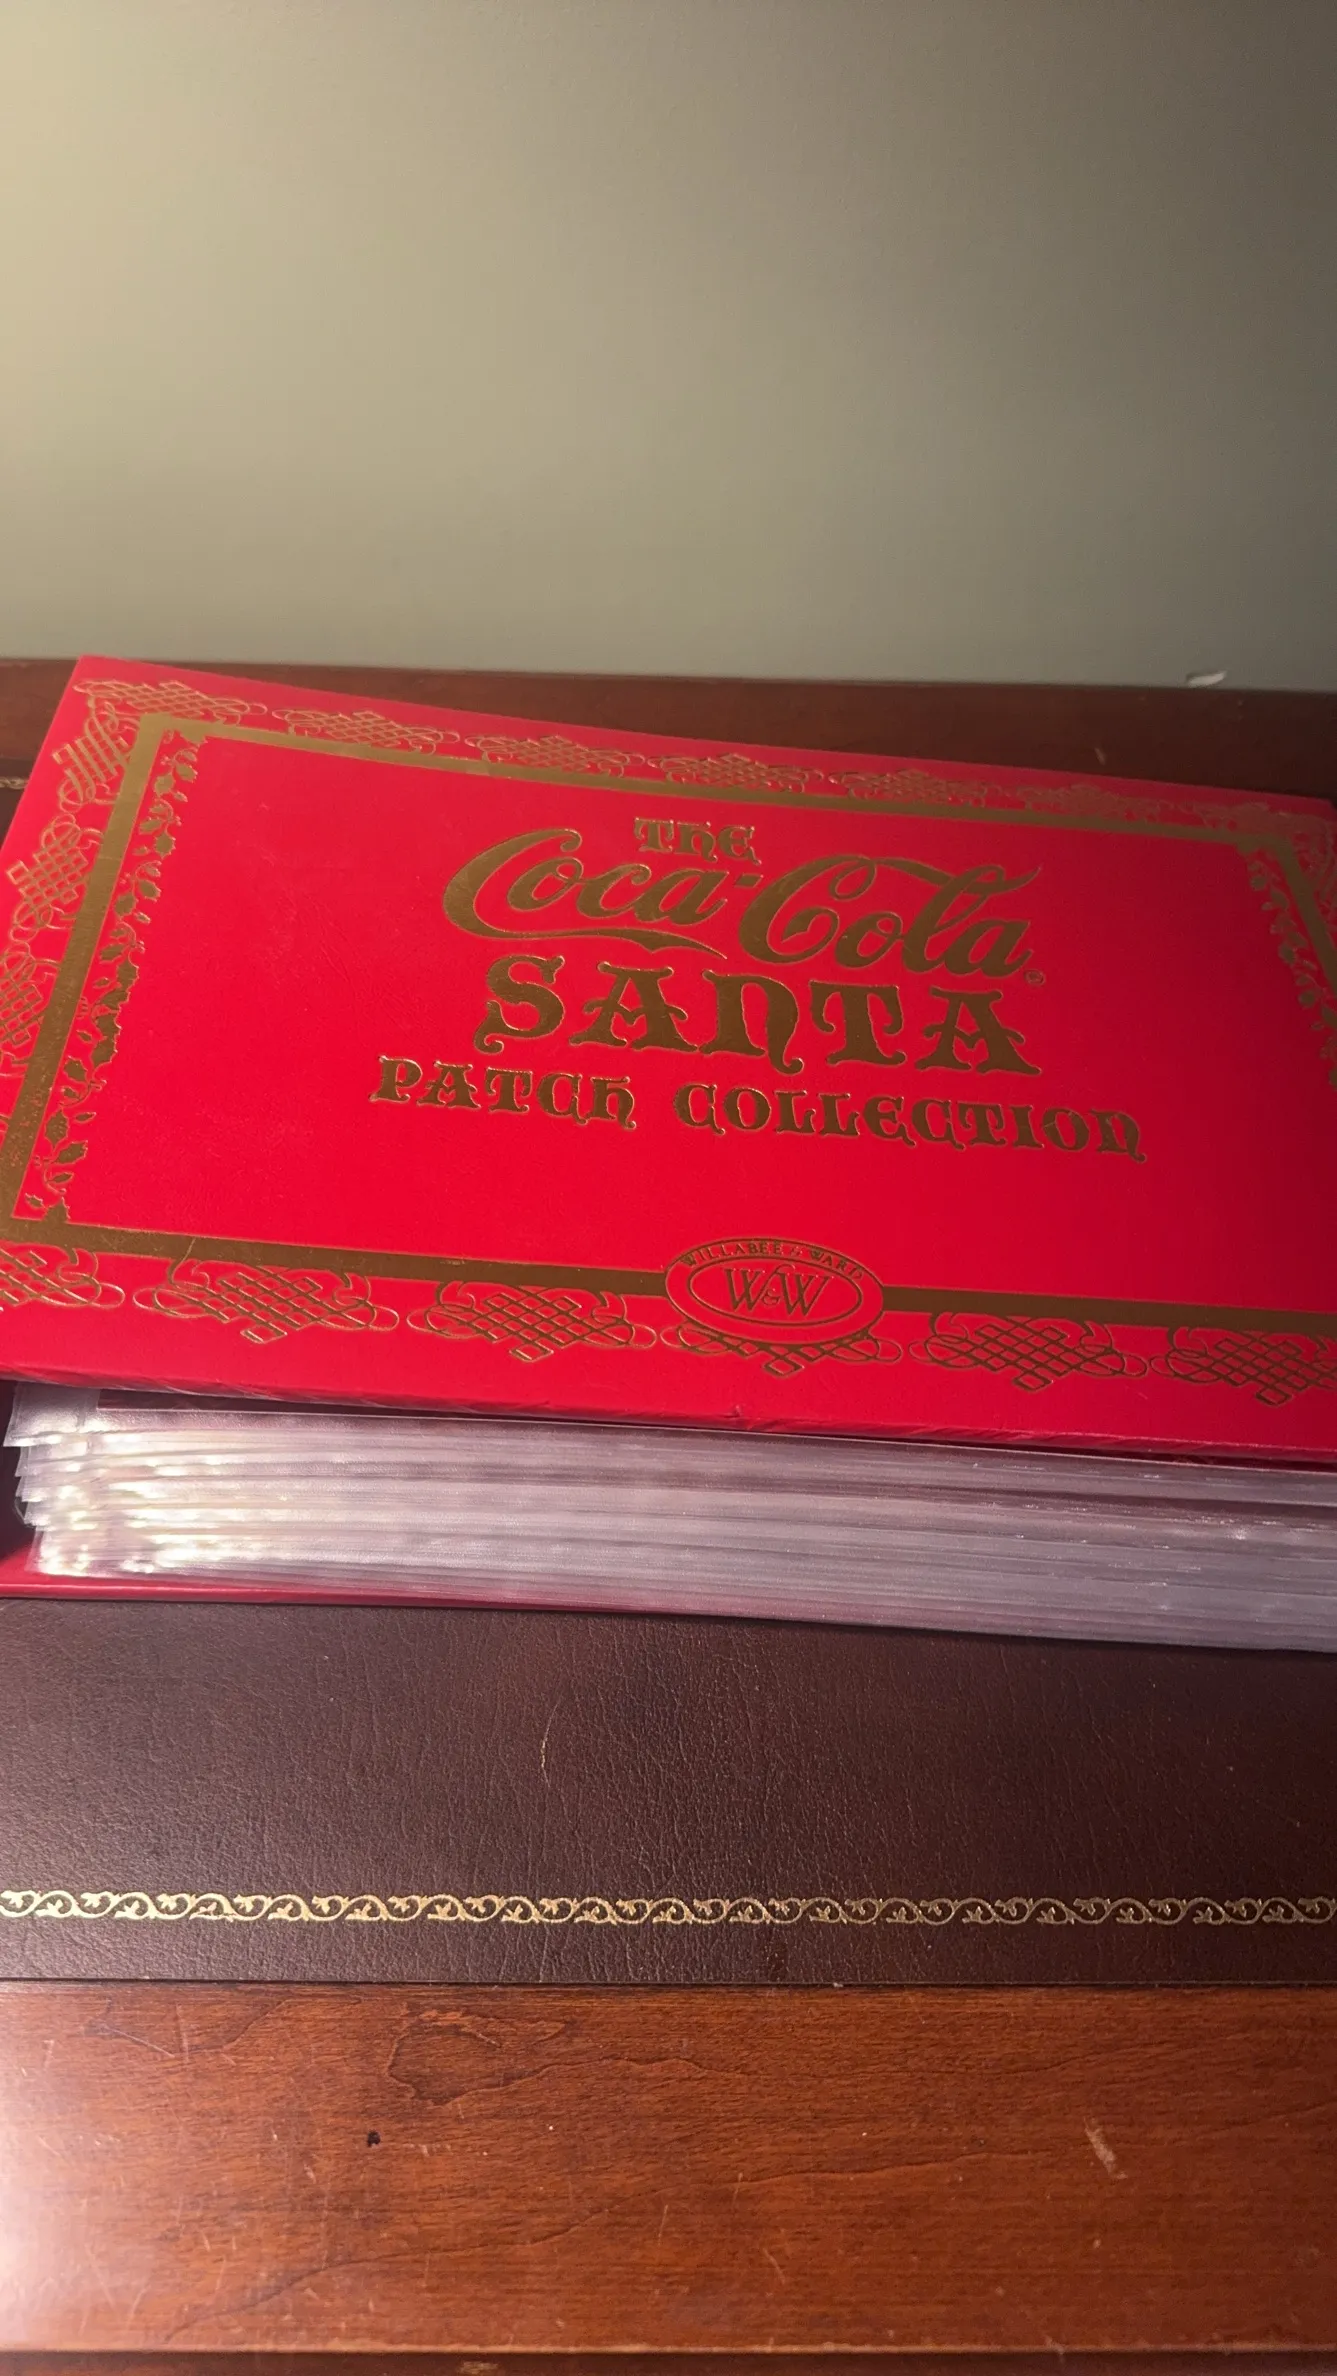 THE
Coca-Cola®
SANTA
PATCH COLLECTION
WILLABEE & WARD
W&W